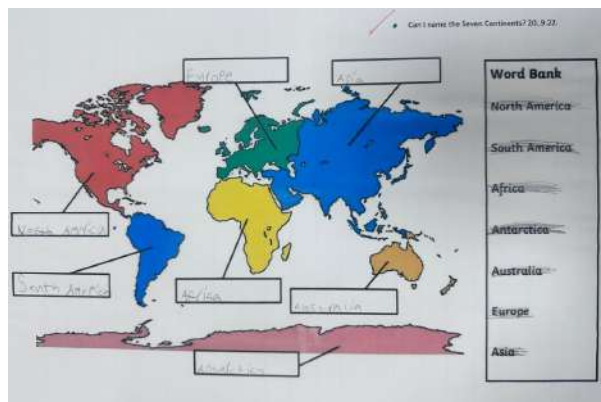 Can I name the Seven Continents? 20.9.22.
Europe
Asia
Word Bank
North America
South America
Africa
Antarctica
Australia
Europe
Asia
North America
South America
Africa
Australia